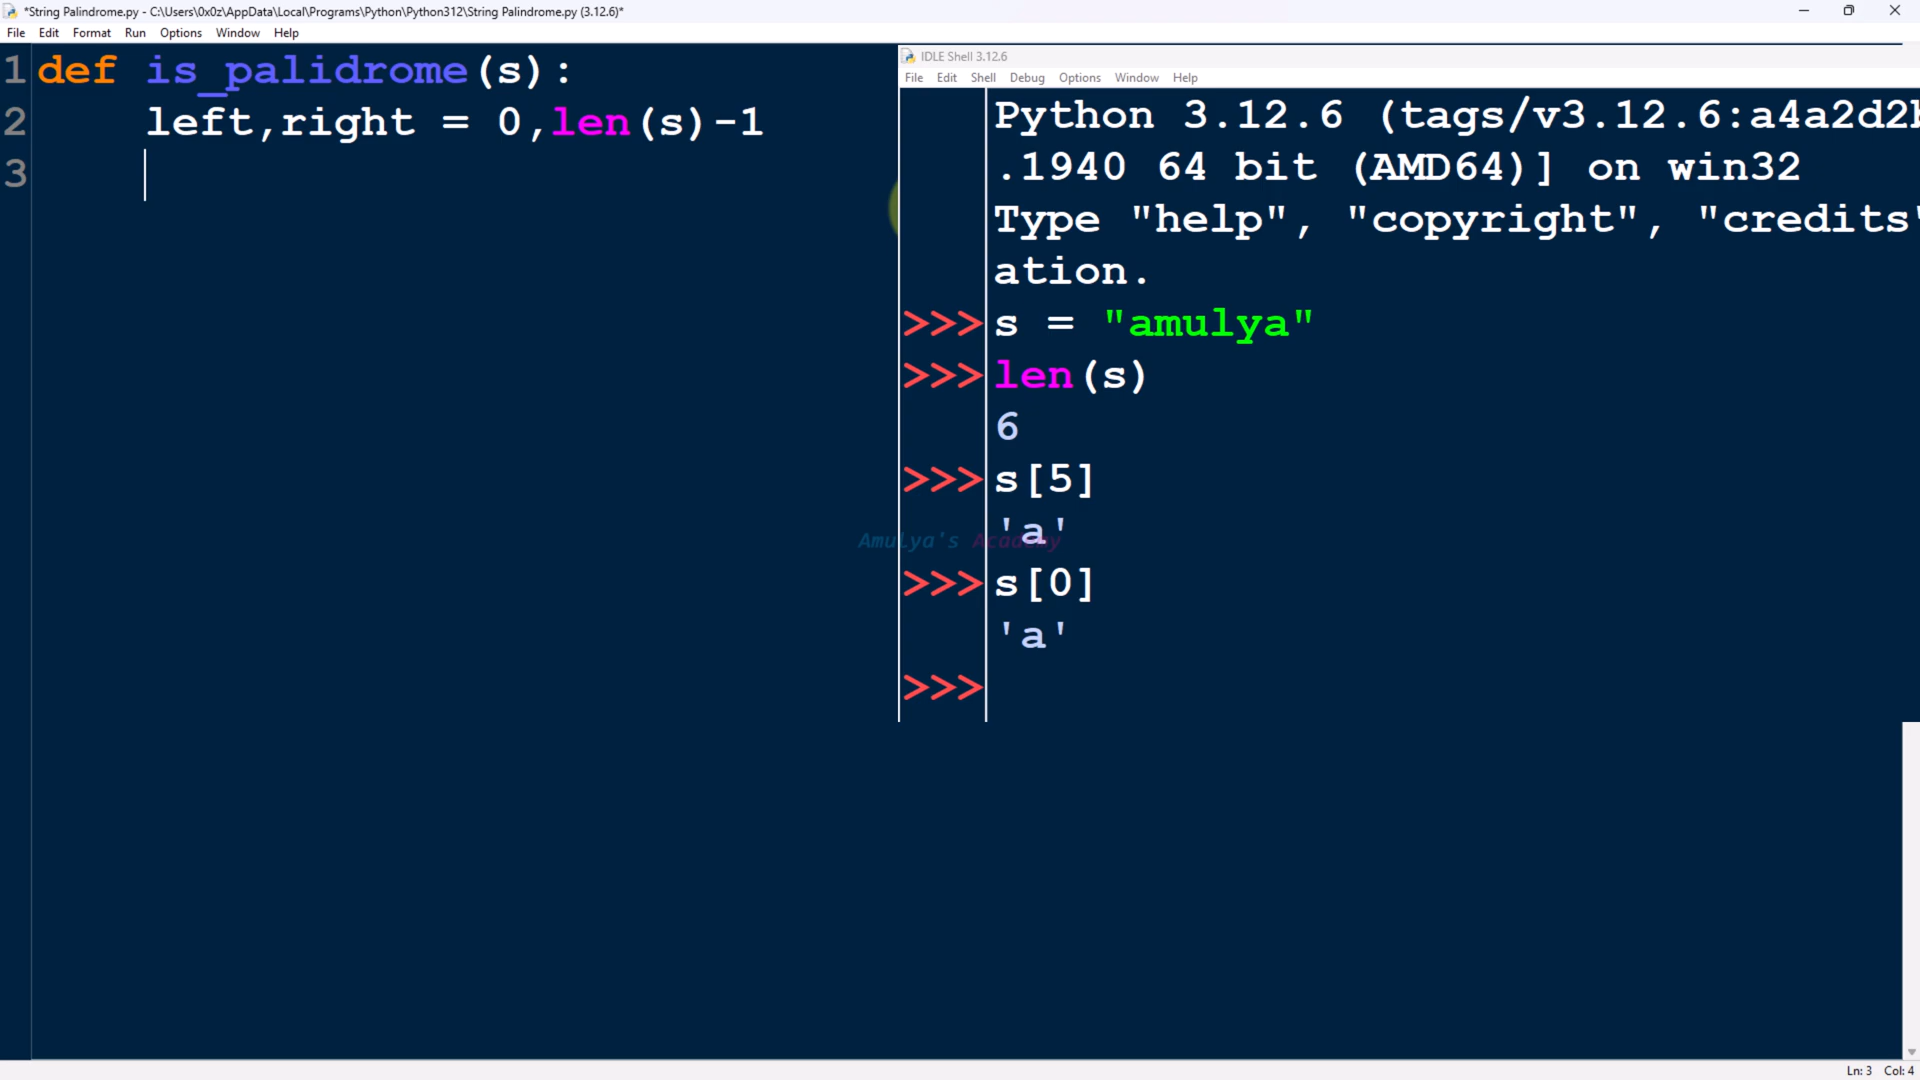 *String Palindrome.py - C:\Users\0x0z\AppData\Local\Programs\Python\Python312\String Palindrome.py (3.12.6)*
File Edit Format Run Options Window Help
1 def is_palidrome(s):
2 left,right = 0,len(s)-1
3
IDLE Shell 3.12.6
File Edit Shell Debug Options Window Help
Python 3.12.6 (tags/v3.12.6:a4a2d2
.1940 64 bit (AMD64)] on win32
Type "help", "copyright", "credits"
ation.
>>> s = "amulya"
>>> len(s)
6
>>> s[5]
'a'
Amulya's Academy
>>> s[0]
'a'
>>>
Ln: 3 Col: 4